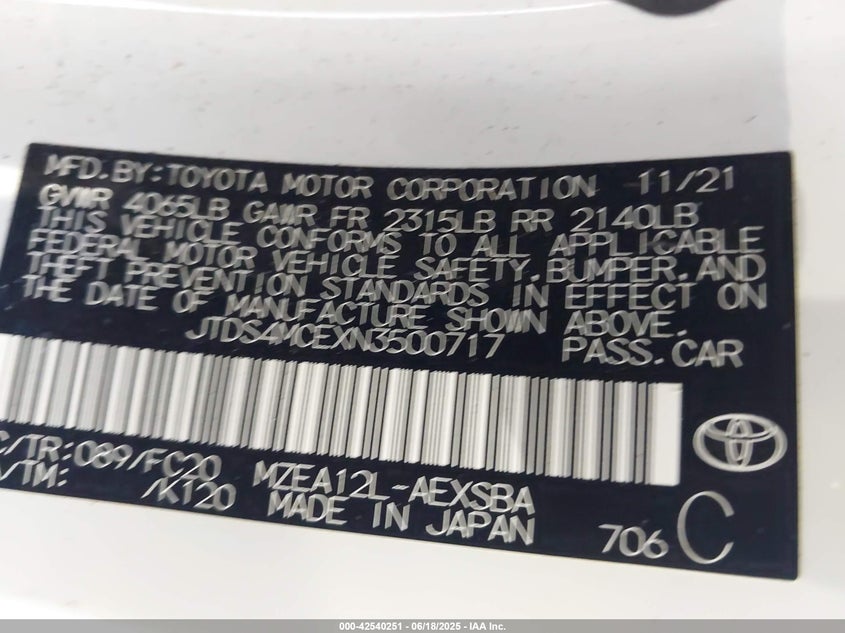 MFD.BY:TOYOTA MOTOR CORPORATION 11/21
GVWR 4065LB GAWR FR 2315LB RR 2140LB
THIS VEHICLE CONFORMS TO ALL APPLICABLE
FEDERAL MOTOR VEHICLE SAFETY,BUMPER,AND
THEFT PREVENTION STANDARDS IN EFFECT ON
THE DATE OF MANUFACTURE SHOWN ABOVE.
JTDS4MCEXN3500717 PASS.CAR
C/TR:089/FC20 MZEA12L-AEXSBA
/TM: /K120 MADE IN JAPAN 706 C
000-42540251 - 06/18/2025 - IAA Inc.